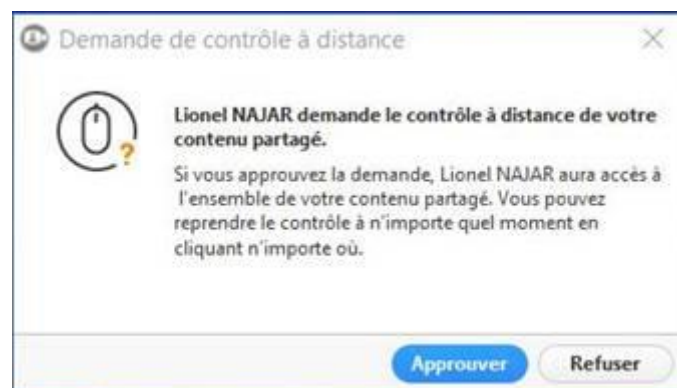 Demande de contrôle à distance
Lionel NAJAR demande le contrôle à distance de votre
contenu partagé.
Si vous approuvez la demande, Lionel NAJAR aura accès à
l'ensemble de votre contenu partagé. Vous pouvez
reprendre le contrôle à n'importe quel moment en
cliquant n'importe où.
Approuver Refuser